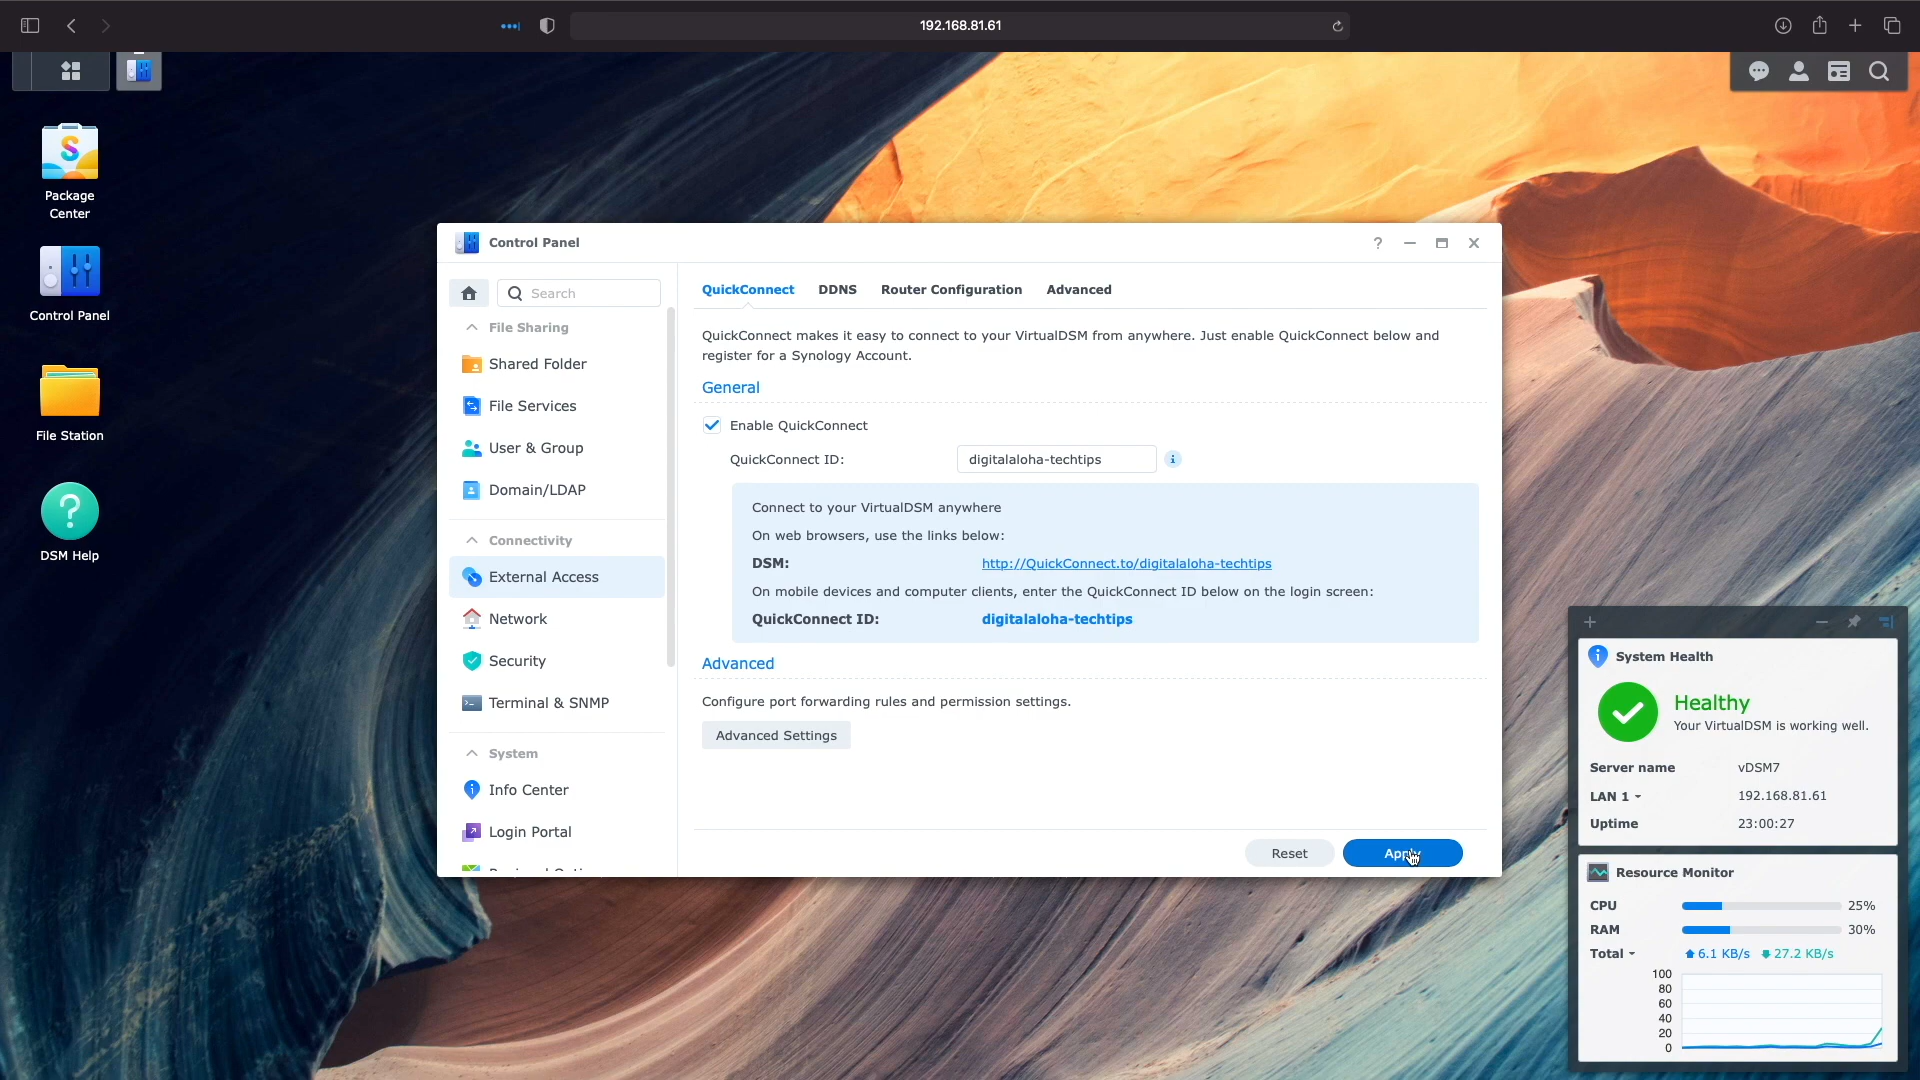 192.168.81.61
Package
Center
Control Panel
File Station
DSM Help
Control Panel
Search
File Sharing
Shared Folder
File Services
User & Group
Domain/LDAP
Connectivity
External Access
Network
Security
Terminal & SNMP
System
Info Center
Login Portal
QuickConnect DDNS Router Configuration Advanced
QuickConnect makes it easy to connect to your VirtualDSM from anywhere. Just enable QuickConnect below and
register for a Synology Account.
General
Enable QuickConnect
QuickConnect ID: digitalaloha-techtips
Connect to your VirtualDSM anywhere
On web browsers, use the links below:
DSM: http://QuickConnect.to/digitalaloha-techtips
On mobile devices and computer clients, enter the QuickConnect ID below on the login screen:
QuickConnect ID: digitalaloha-techtips
Advanced
Configure port forwarding rules and permission settings.
Advanced Settings
Reset Apply
System Health
Healthy
Your VirtualDSM is working well.
Server name vDSM7
LAN 1 192.168.81.61
Uptime 23:00:27
Resource Monitor
CPU 25%
RAM 30%
Total 6.1 KB/s 27.2 KB/s
100
80
60
40
20
0